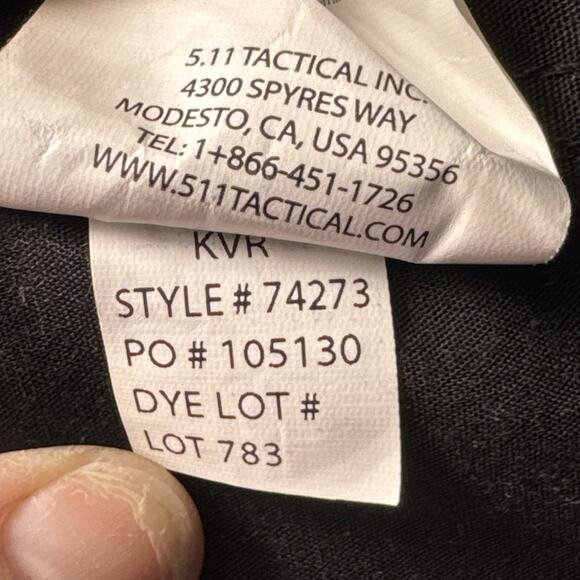 5.11 TACTICAL INC.
4300 SPYRES WAY
MODESTO, CA, USA 95356
TEL: 1+866-451-1726
WWW.511TACTICAL.COM
KVR
STYLE # 74273
PO # 105130
DYE LOT #
LOT 783